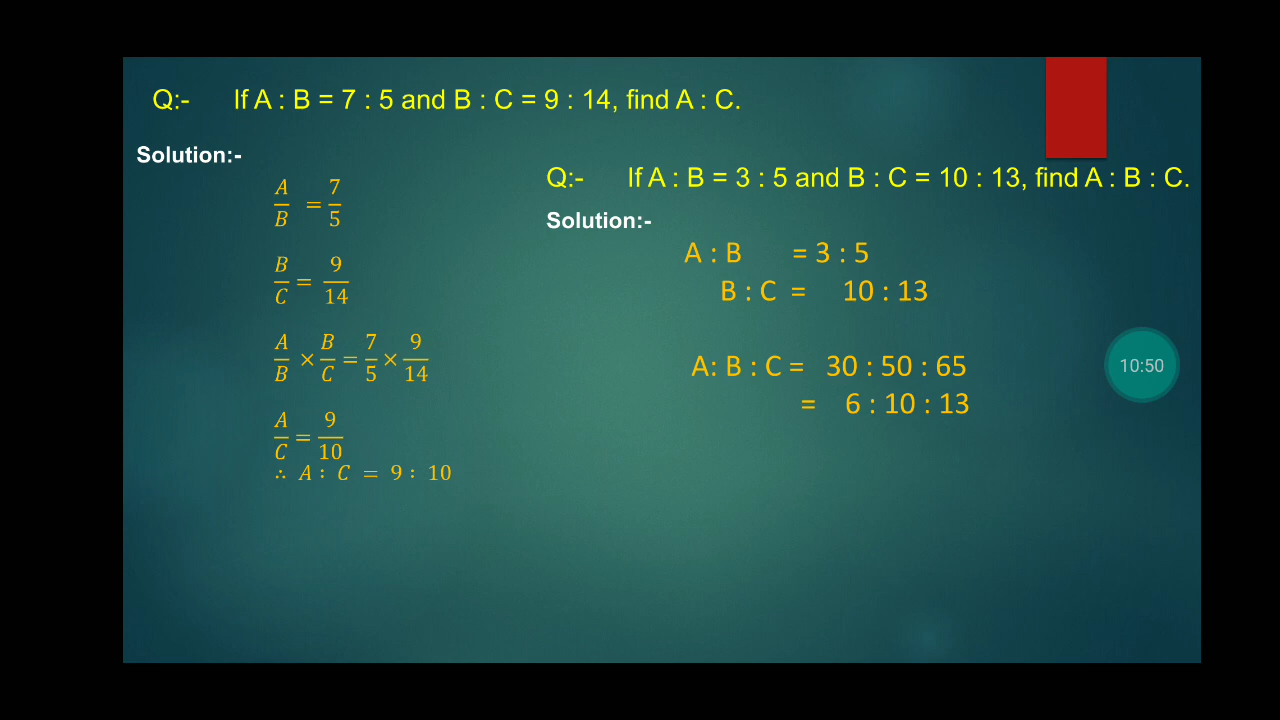 Q:- If A : B = 7 : 5 and B : C = 9 : 14, find A : C.
Solution:-
A/B = 7/5
B/C = 9/14
A/B × B/C = 7/5 × 9/14
A/C = 9/10
∴ A : C = 9 : 10
Q:- If A : B = 3 : 5 and B : C = 10 : 13, find A : B : C.
Solution:-
A : B = 3 : 5
B : C = 10 : 13
A: B : C = 30 : 50 : 65
= 6 : 10 : 13
10:50